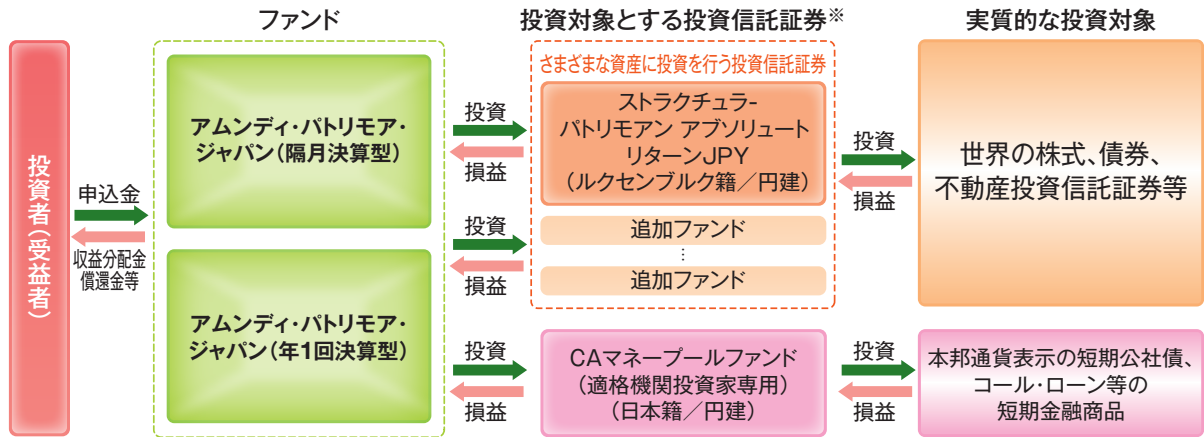 ファンド
投資対象とする投資信託証券※
実質的な投資対象
投資者(受益者)
申込金
収益分配金
償還金等
アムンディ・パトリモア・
ジャパン(隔月決算型)
アムンディ・パトリモア・
ジャパン(年1回決算型)
投資
損益
投資
損益
投資
損益
さまざまな資産に投資を行う投資信託証券
ストラクチュラ-
パトリモアン アブソリュート
リターンJPY
(ルクセンブルク籍/円建)
追加ファンド
⋮
追加ファンド
CAマネープールファンド
(適格機関投資家専用)
(日本籍/円建)
投資
損益
投資
損益
世界の株式、債券、
不動産投資信託証券等
本邦通貨表示の短期公社債、
コール・ローン等の
短期金融商品